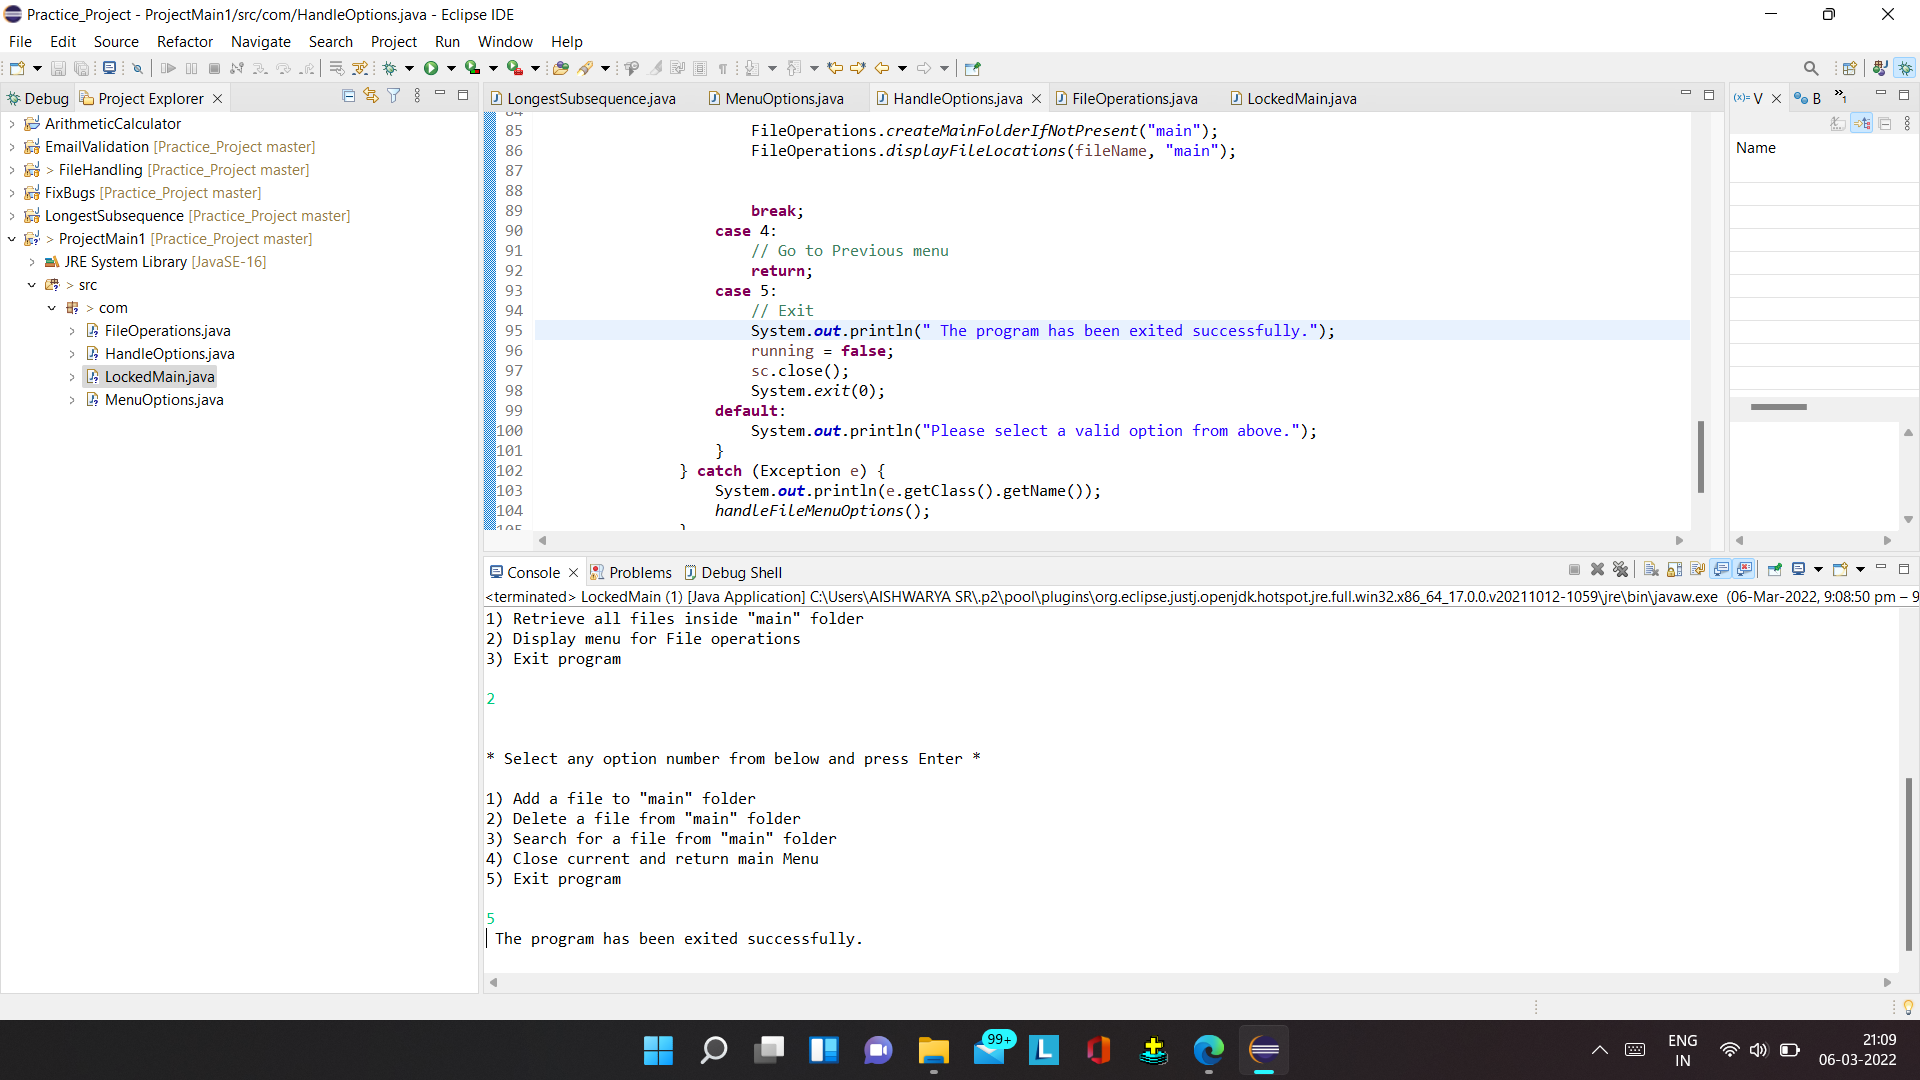 Practice_Project - ProjectMain1/src/com/HandleOptions.java - Eclipse IDE
File Edit Source Refactor Navigate Search Project Run Window Help
Debug Project Explorer
ArithmeticCalculator
EmailValidation [Practice_Project master]
> FileHandling [Practice_Project master]
FixBugs [Practice_Project master]
LongestSubsequence [Practice_Project master]
> ProjectMain1 [Practice_Project master]
JRE System Library [JavaSE-16]
> src
> com
FileOperations.java
HandleOptions.java
LockedMain.java
MenuOptions.java
LongestSubsequence.java MenuOptions.java HandleOptions.java FileOperations.java LockedMain.java
84
85 FileOperations.createMainFolderIfNotPresent("main");
86 FileOperations.displayFileLocations(fileName, "main");
87
88
89 break;
90 case 4:
91 // Go to Previous menu
92 return;
93 case 5:
94 // Exit
95 System.out.println(" The program has been exited successfully.");
96 running = false;
97 sc.close();
98 System.exit(0);
99 default:
100 System.out.println("Please select a valid option from above.");
101 }
102 } catch (Exception e) {
103 System.out.println(e.getClass().getName());
104 handleFileMenuOptions();
105 }
(x)= V B »1
Name
Console Problems Debug Shell
<terminated> LockedMain (1) [Java Application] C:\Users\AISHWARYA SR\.p2\pool\plugins\org.eclipse.justj.openjdk.hotspot.jre.full.win32.x86_64_17.0.0.v20211012-1059\jre\bin\javaw.exe (06-Mar-2022, 9:08:50 pm – 9
1) Retrieve all files inside "main" folder
2) Display menu for File operations
3) Exit program
2
* Select any option number from below and press Enter *
1) Add a file to "main" folder
2) Delete a file from "main" folder
3) Search for a file from "main" folder
4) Close current and return main Menu
5) Exit program
5
The program has been exited successfully.
99+
L
ENG
IN
21:09
06-03-2022